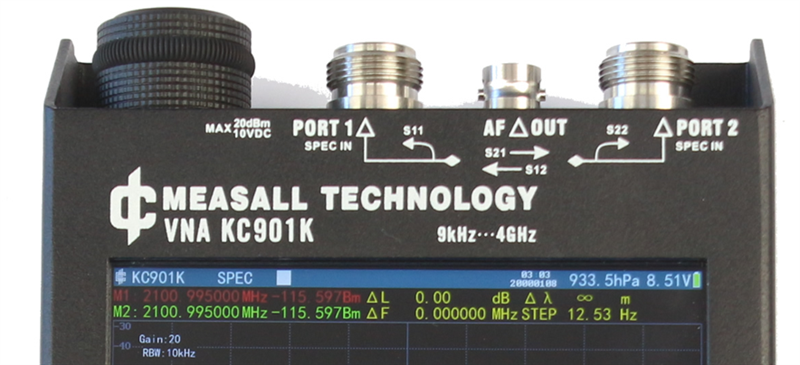 MAX 20dBm 10VDC
PORT 1 SPEC IN
S11
AF OUT
S21
S12
S22
PORT 2 SPEC IN
MEASALL TECHNOLOGY
VNA KC901K
9kHz···4GHz
KC901K SPEC 03 03 20000108 933.5hPa 8.51V
M1 2100 995000MHz -115.597Bm ΔL 0.00 dB Δ λ ∞ m
M2: 2100.995000MHz -115.597Bm ΔF 0.000000 MHz STEP 12.53 Hz
-30
Gain:20
-40
RBW:10kHz